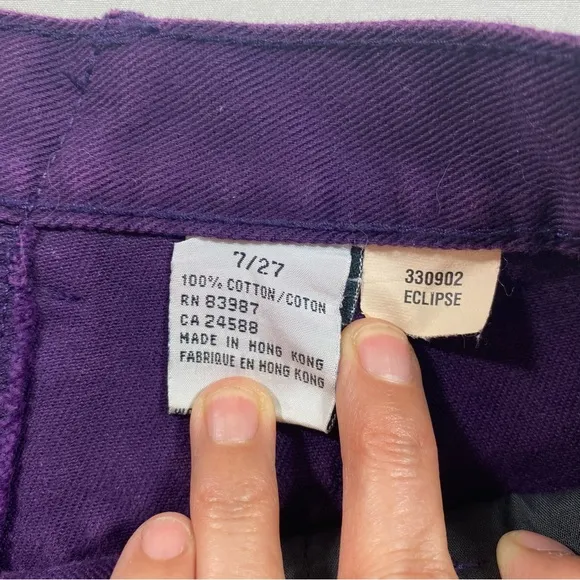 7/27
100% COTTON/COTON
RN 83987
CA 24588
MADE IN HONG KONG
FABRIQUE EN HONG KONG
330902
ECLIPSE